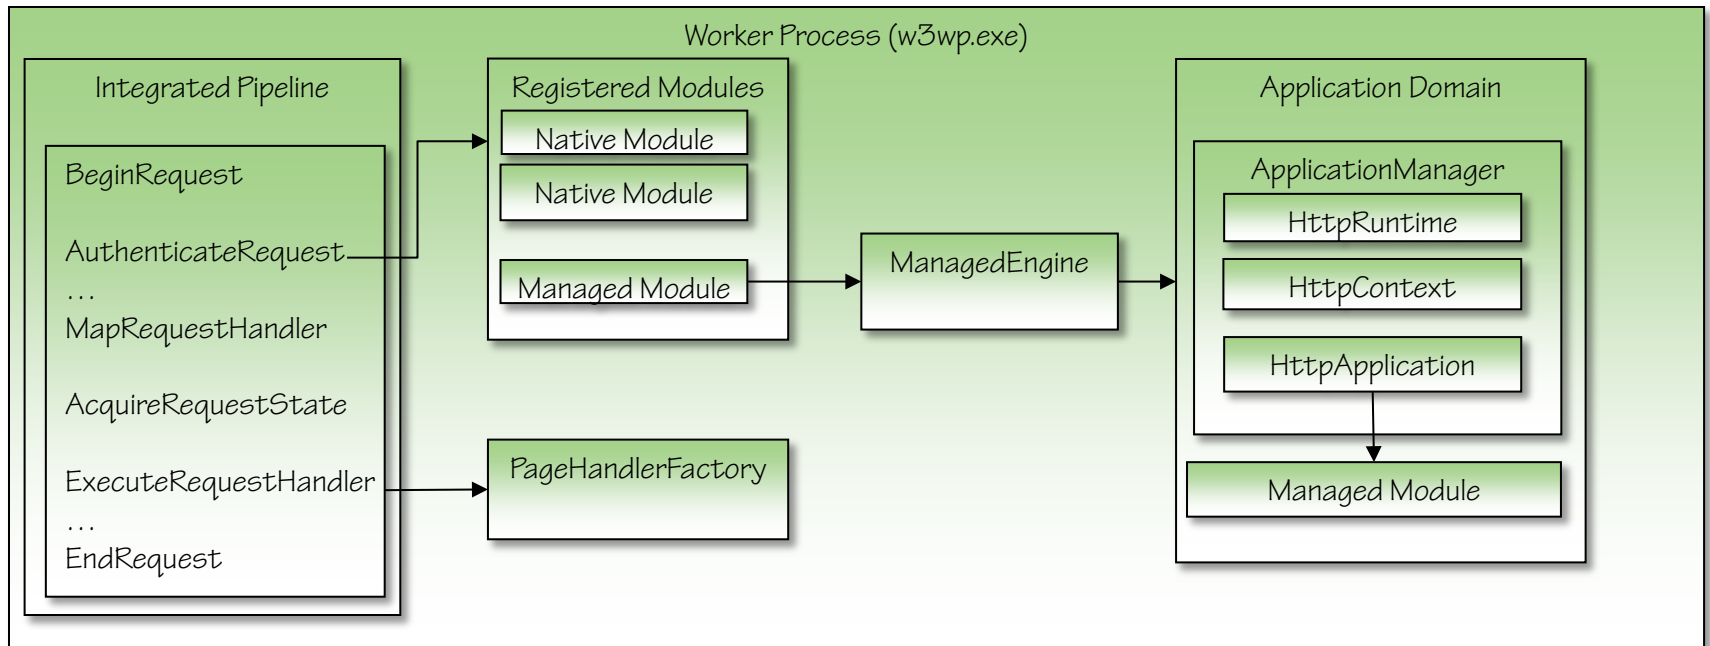 Worker Process (w3wp.exe)
Integrated Pipeline
BeginRequest
AuthenticateRequest
...
MapRequestHandler
AcquireRequestState
ExecuteRequestHandler
...
EndRequest
Registered Modules
Native Module
Native Module
Managed Module
PageHandlerFactory
ManagedEngine
Application Domain
ApplicationManager
HttpRuntime
HttpContext
HttpApplication
Managed Module